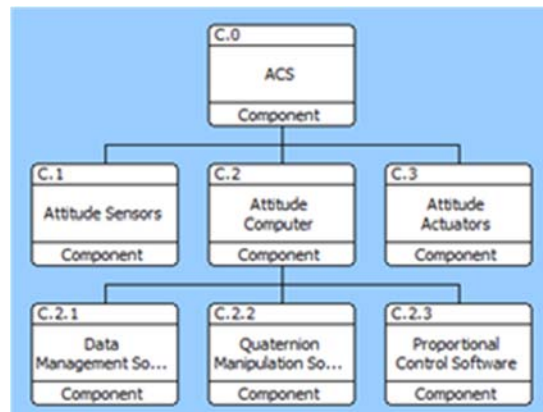 C.0
ACS
Component
C.1
Attitude Sensors
Component
C.2
Attitude
Computer
Component
C.3
Attitude
Actuators
Component
C.2.1
Data
Management So...
Component
C.2.2
Quaternion
Manipulation So...
Component
C.2.3
Proportional
Control Software
Component